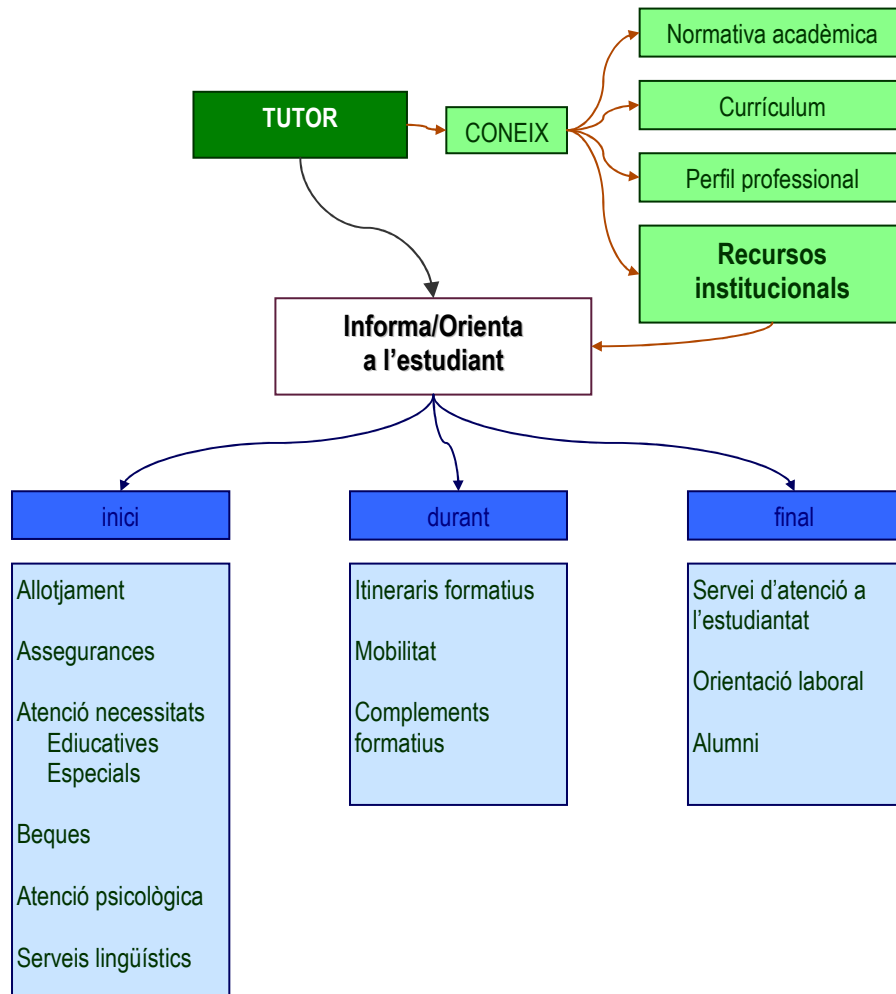 Normativa acadèmica
TUTOR
CONEIX
Currículum
Perfil professional
Recursos
institucionals
Informa/Orienta
a l’estudiant
inici
durant
final
Allotjament
Assegurances
Atenció necessitats
Ediucatives
Especials
Beques
Atenció psicològica
Serveis lingüístics
Itineraris formatius
Mobilitat
Complements
formatius
Servei d’atenció a
l’estudiantat
Orientació laboral
Alumni